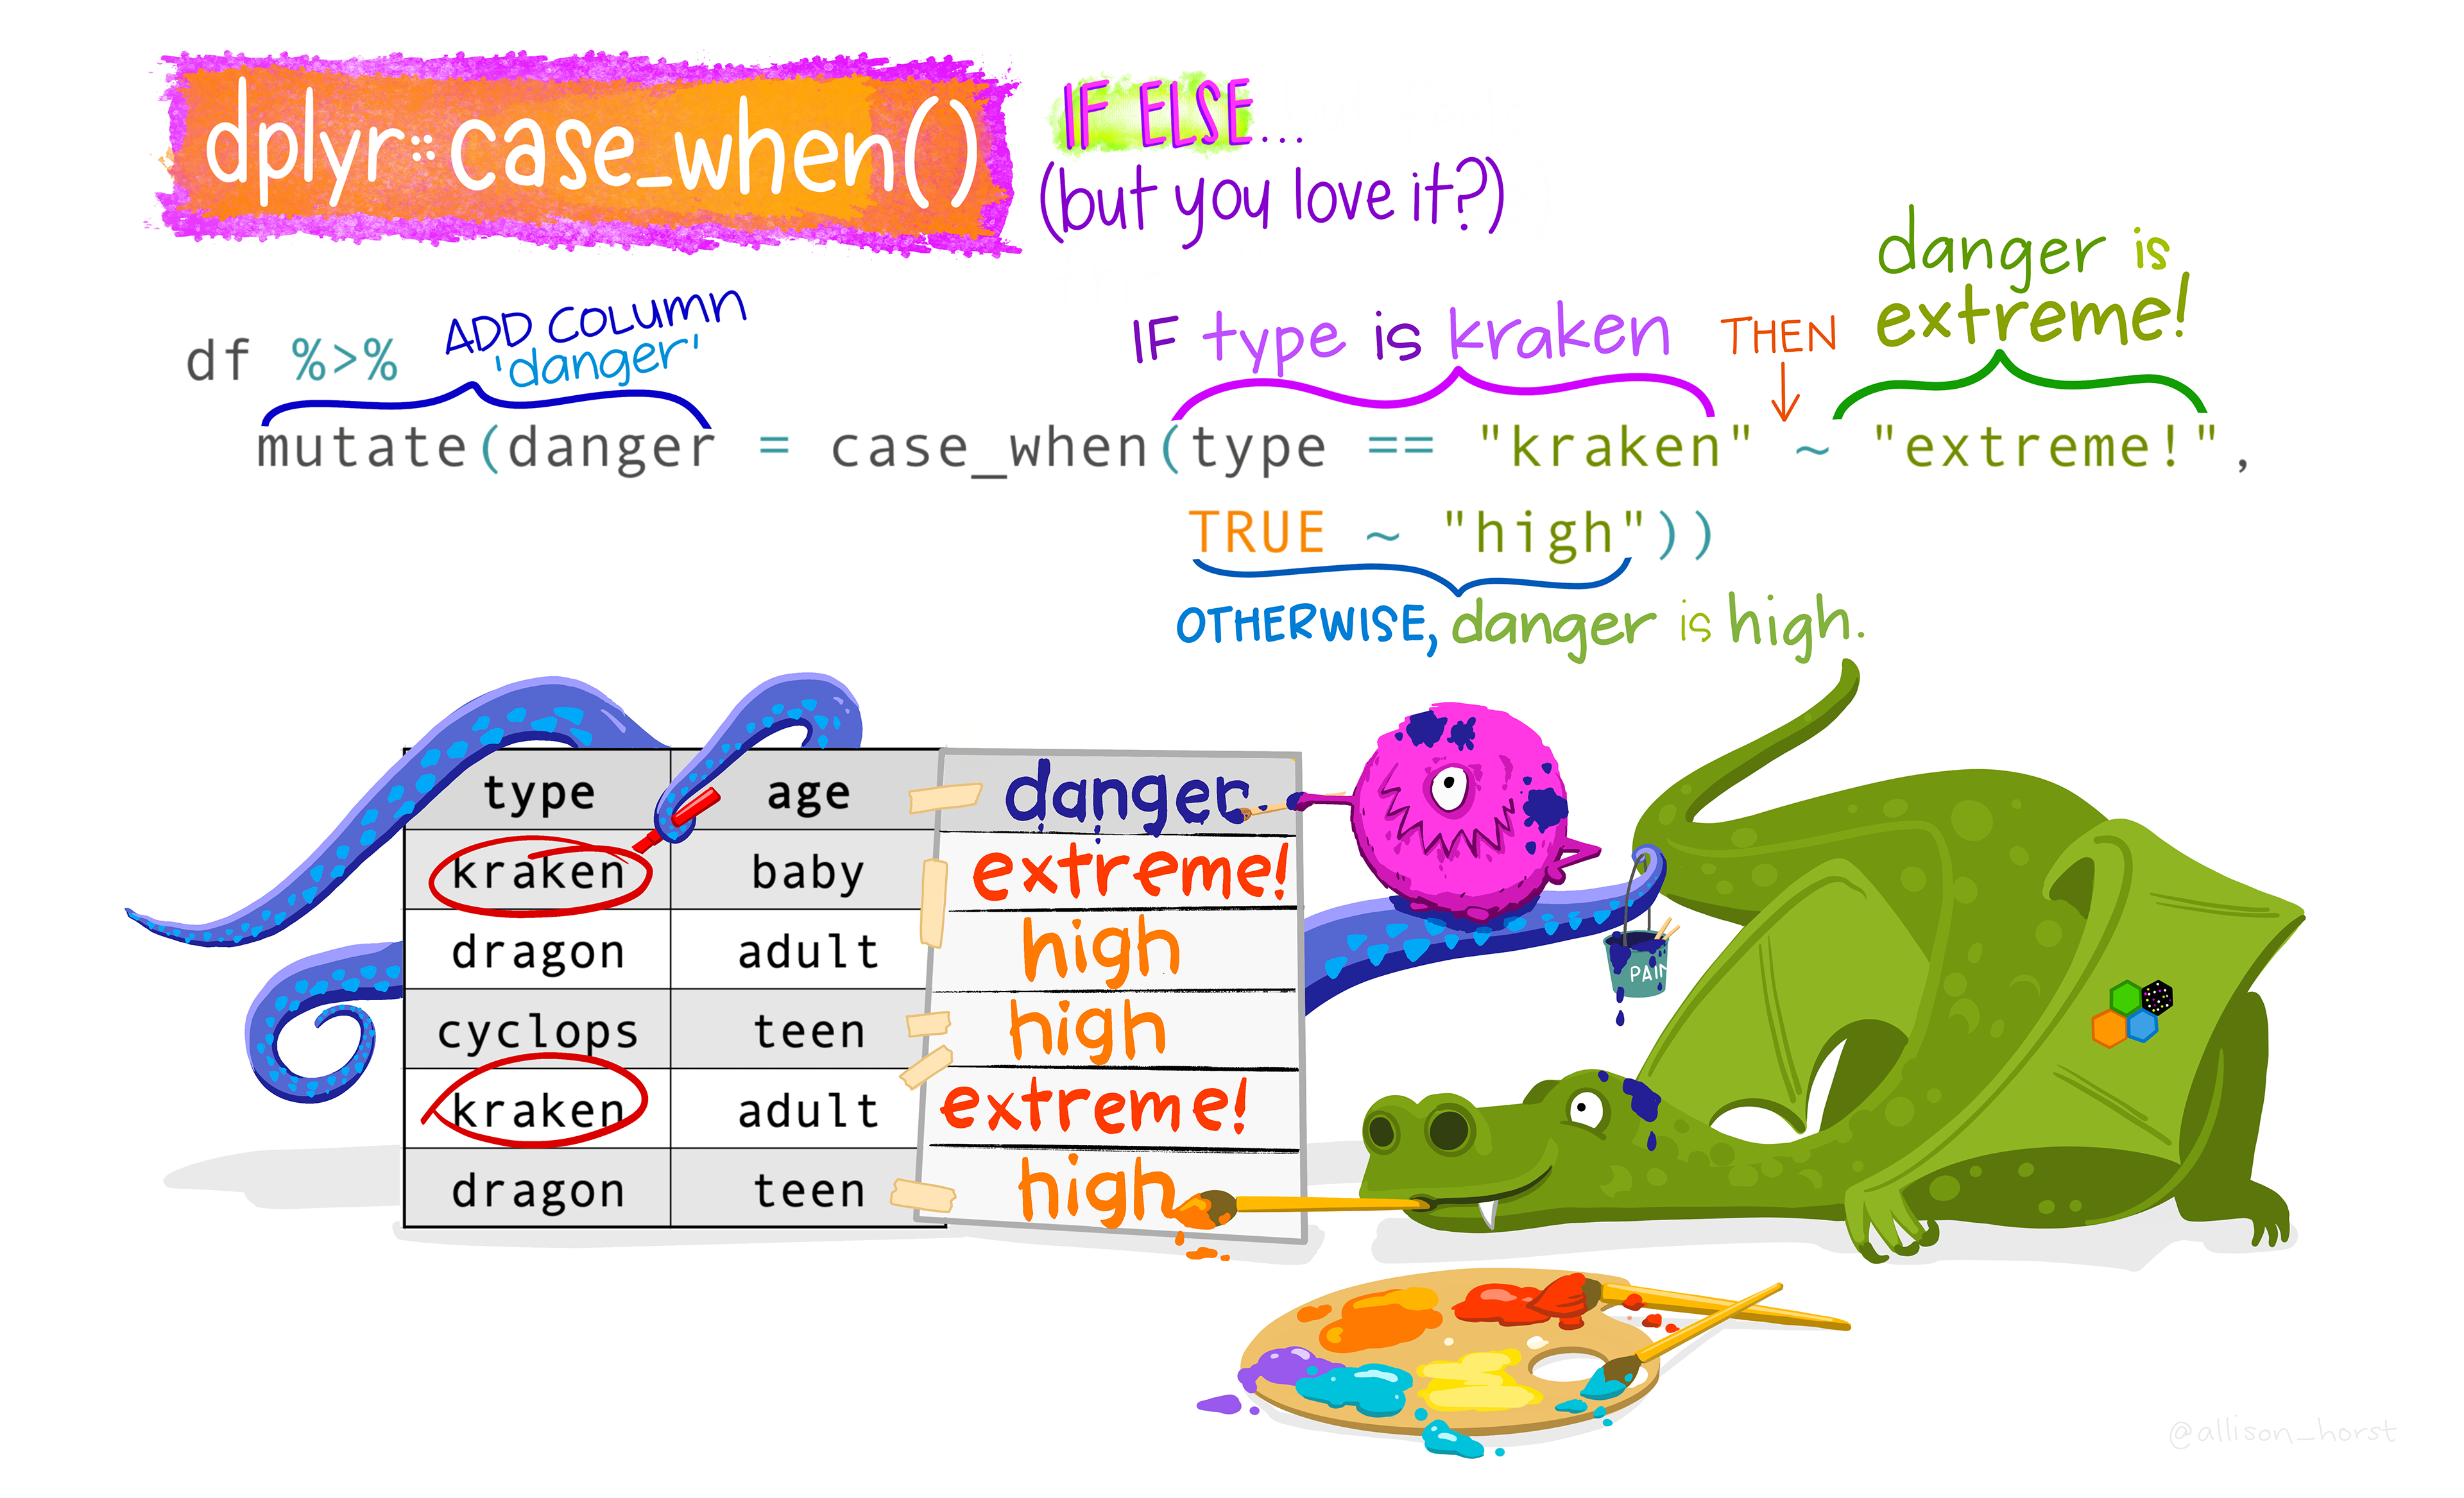 dplyr::case_when()
IF ELSE...
(but you love it?)
danger is
extreme!
ADD COLUMN
'danger'
IF type is kraken
THEN
df %>%
mutate(danger = case_when(type == "kraken" ~ "extreme!",
TRUE ~ "high"))
OTHERWISE, danger is high.
type age danger
kraken baby extreme!
dragon adult high
cyclops teen high
kraken adult extreme!
dragon teen high
PAIN
@allison_horst